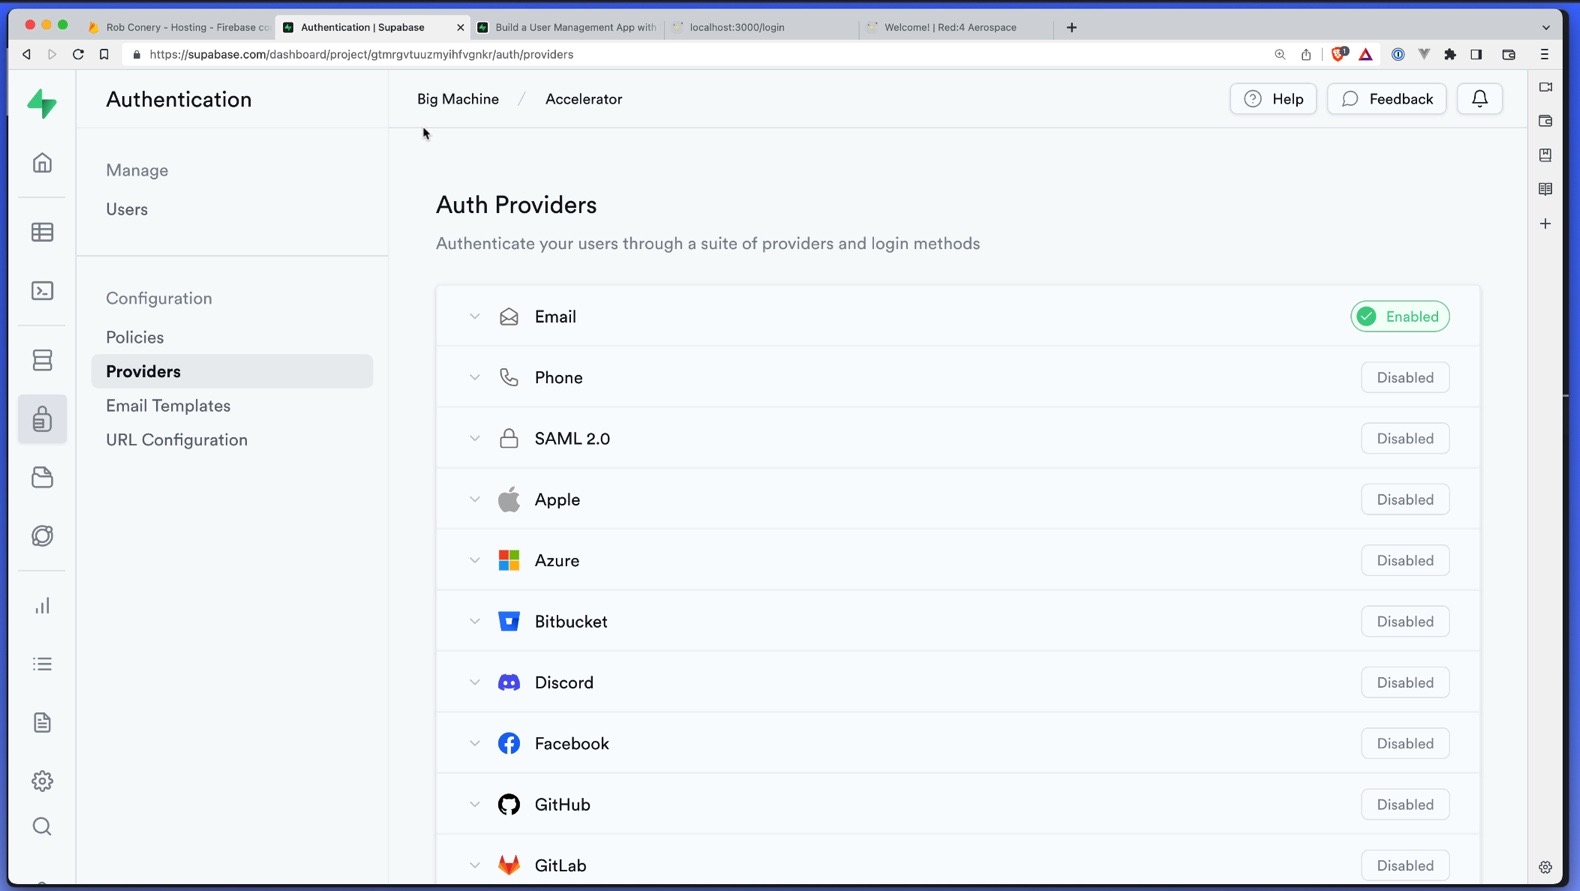 Rob Conery - Hosting - Firebase co
Authentication | Supabase
Build a User Management App with
localhost:3000/login
Welcome! | Red:4 Aerospace
https://supabase.com/dashboard/project/gtmrgvtuuzmyihfvgnkr/auth/providers
1
Authentication
Big Machine / Accelerator
Help
Feedback
Manage
Users
Configuration
Policies
Providers
Email Templates
URL Configuration
Auth Providers
Authenticate your users through a suite of providers and login methods
Email Enabled
Phone Disabled
SAML 2.0 Disabled
Apple Disabled
Azure Disabled
Bitbucket Disabled
Discord Disabled
Facebook Disabled
GitHub Disabled
GitLab Disabled